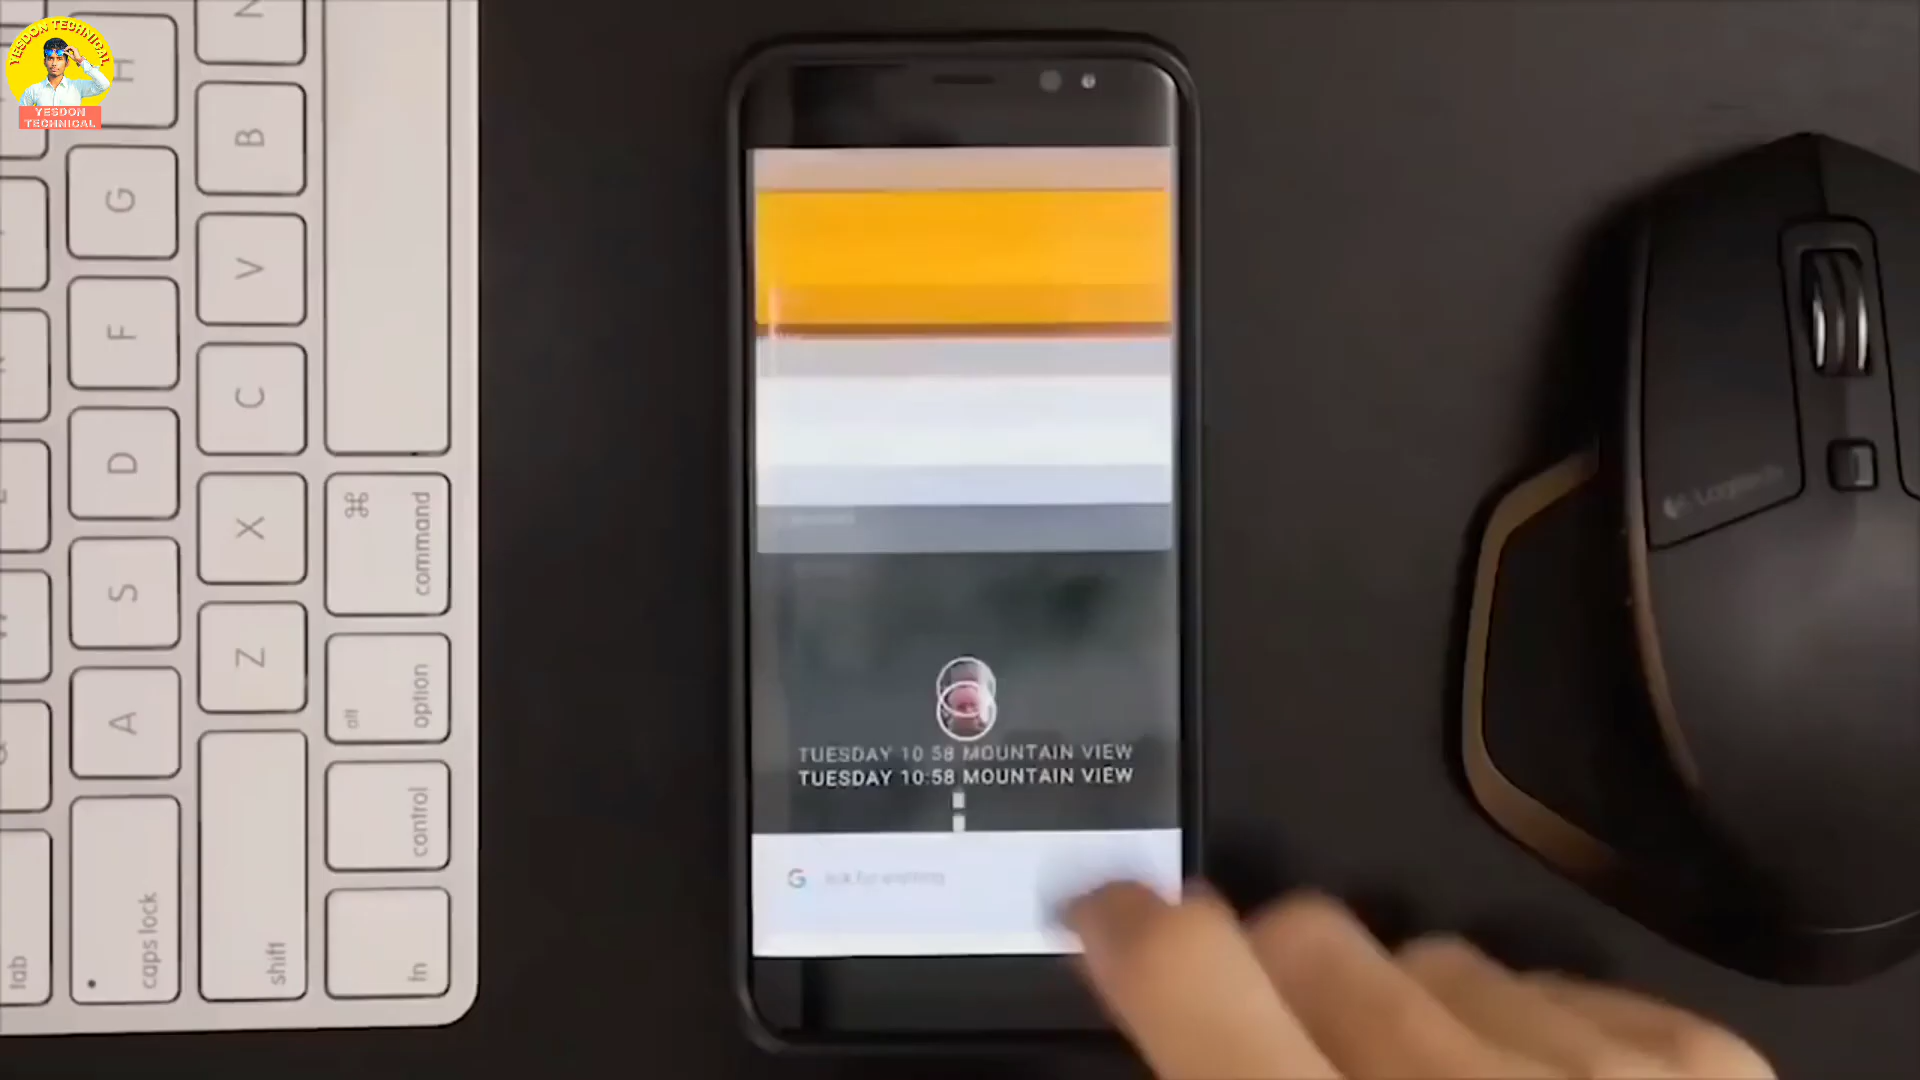 YESDON TECHNICAL
YESDON
TECHNICAL
N
H
B
G
V
F
C
D
X
S
Z
A
⌘
command
alt
option
control
tab
caps lock
shift
fn
Logitech
TUESDAY 10 58 MOUNTAIN VIEW
TUESDAY 10:58 MOUNTAIN VIEW
G